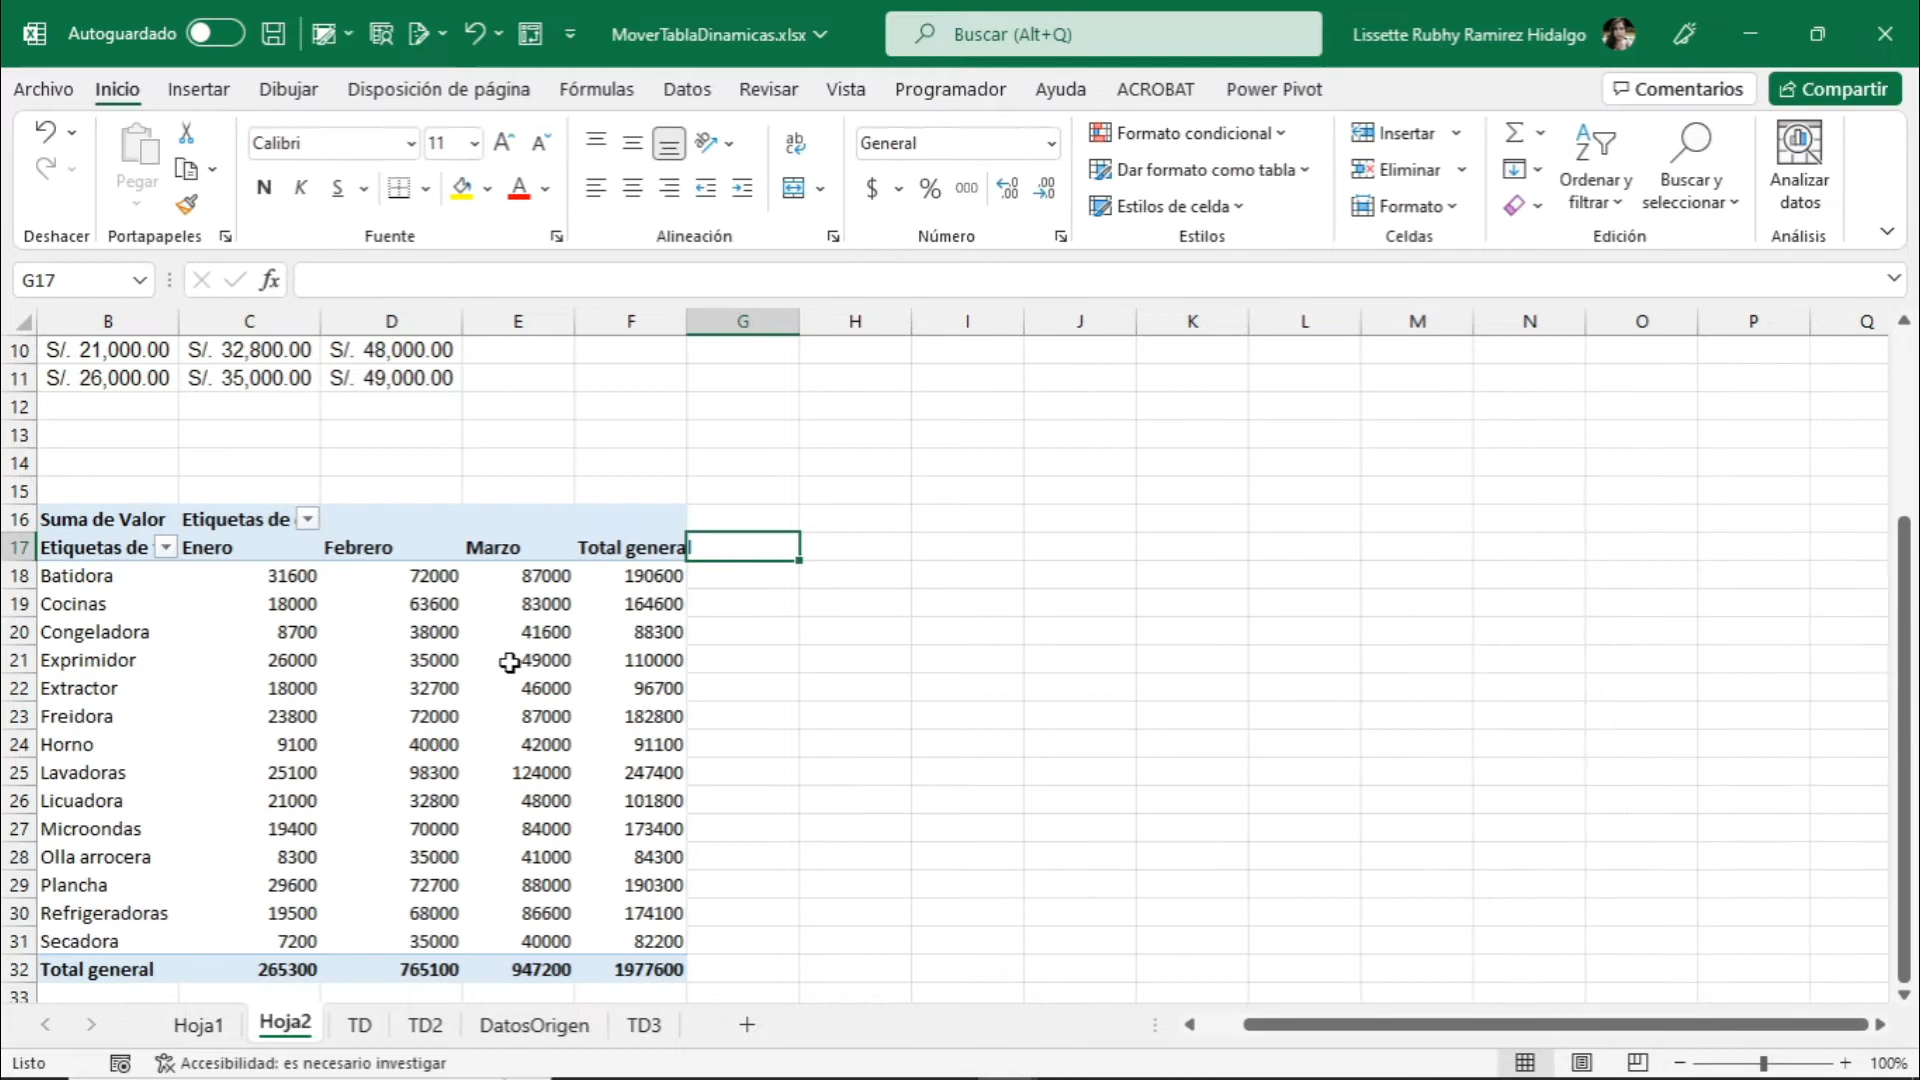 Autoguardado MoverTablaDinamicas.xlsx Buscar (Alt+Q) Lissette Rubhy Ramirez Hidalgo
Archivo Inicio Insertar Dibujar Disposición de página Fórmulas Datos Revisar Vista Programador Ayuda ACROBAT Power Pivot Comentarios Compartir
Pegar
Calibri 11
N K S
ab
General
$ % 000
Formato condicional
Dar formato como tabla
Estilos de celda
Insertar
Eliminar
Formato
Ordenar y filtrar
Buscar y seleccionar
Analizar datos
Deshacer Portapapeles Fuente Alineación Número Estilos Celdas Edición Análisis
G17 fx
B C D E F G H I J K L M N O P Q
10 S/. 21,000.00 S/. 32,800.00 S/. 48,000.00
11 S/. 26,000.00 S/. 35,000.00 S/. 49,000.00
12
13
14
15
16 Suma de Valor Etiquetas de
17 Etiquetas de Enero Febrero Marzo Total general
18 Batidora 31600 72000 87000 190600
19 Cocinas 18000 63600 83000 164600
20 Congeladora 8700 38000 41600 88300
21 Exprimidor 26000 35000 49000 110000
22 Extractor 18000 32700 46000 96700
23 Freidora 23800 72000 87000 182800
24 Horno 9100 40000 42000 91100
25 Lavadoras 25100 98300 124000 247400
26 Licuadora 21000 32800 48000 101800
27 Microondas 19400 70000 84000 173400
28 Olla arrocera 8300 35000 41000 84300
29 Plancha 29600 72700 88000 190300
30 Refrigeradoras 19500 68000 86600 174100
31 Secadora 7200 35000 40000 82200
32 Total general 265300 765100 947200 1977600
33
Hoja1 Hoja2 TD TD2 DatosOrigen TD3
Listo Accesibilidad: es necesario investigar 100%